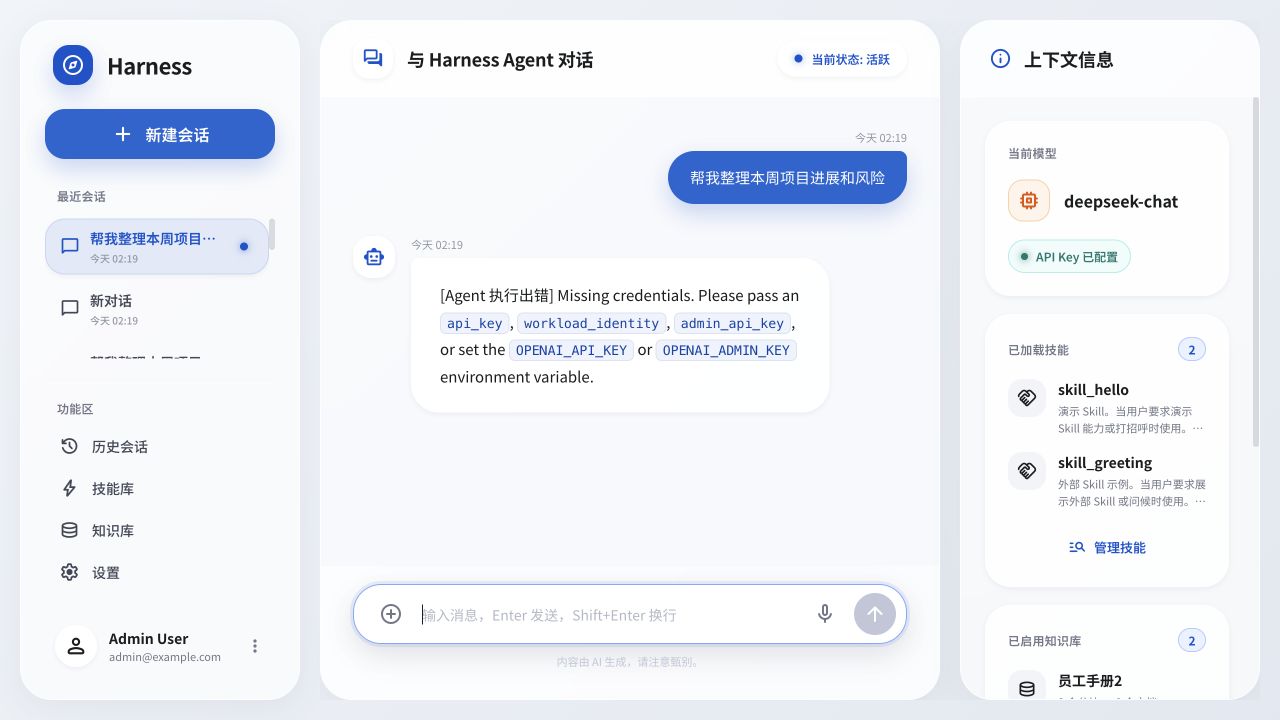 Harness
新建会话
最近会话
帮我整理本周项目…
今天 02:19
新对话
今天 02:19
功能区
历史会话
技能库
知识库
设置
Admin User
admin@example.com
与 Harness Agent 对话
当前状态: 活跃
今天 02:19
帮我整理本周项目进展和风险
今天 02:19
[Agent 执行出错] Missing credentials. Please pass an
api_key, workload_identity, admin_api_key,
or set the OPENAI_API_KEY or OPENAI_ADMIN_KEY
environment variable.
输入消息，Enter 发送，Shift+Enter 换行
内容由 AI 生成，请注意甄别。
上下文信息
当前模型
deepseek-chat
API Key 已配置
已加载技能
2
skill_hello
演示 Skill。当用户要求演示
Skill 能力或打招呼时使用。…
skill_greeting
外部 Skill 示例。当用户要求展
示外部 Skill 或问候时使用。…
管理技能
已启用知识库
2
员工手册2